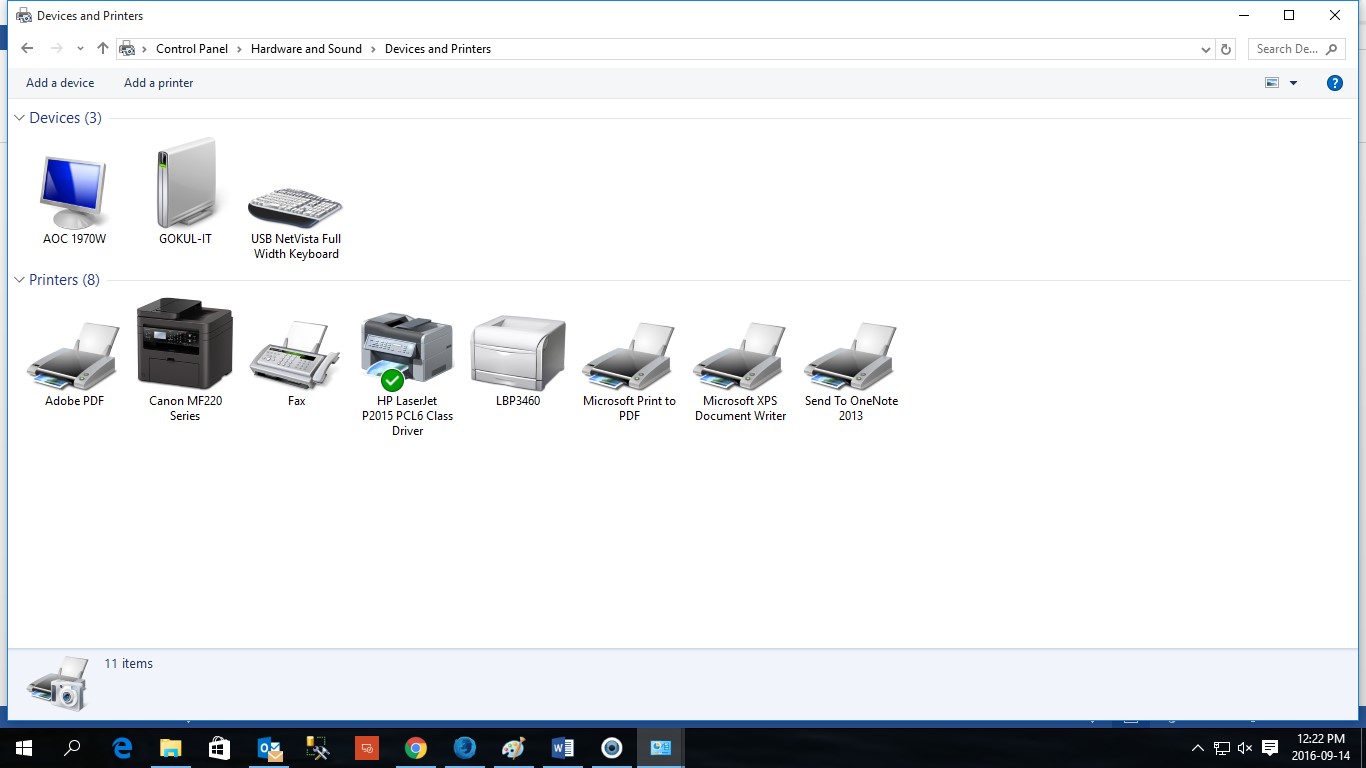 Devices and Printers
Control Panel > Hardware and Sound > Devices and Printers
Search De...
Add a device Add a printer
Devices (3)
AOC 1970W
GOKUL-IT
USB NetVista Full
Width Keyboard
Printers (8)
Adobe PDF
Canon MF220
Series
Fax
HP LaserJet
P2015 PCL6 Class
Driver
LBP3460
Microsoft Print to
PDF
Microsoft XPS
Document Writer
Send To OneNote
2013
11 items
12:22 PM
2016-09-14